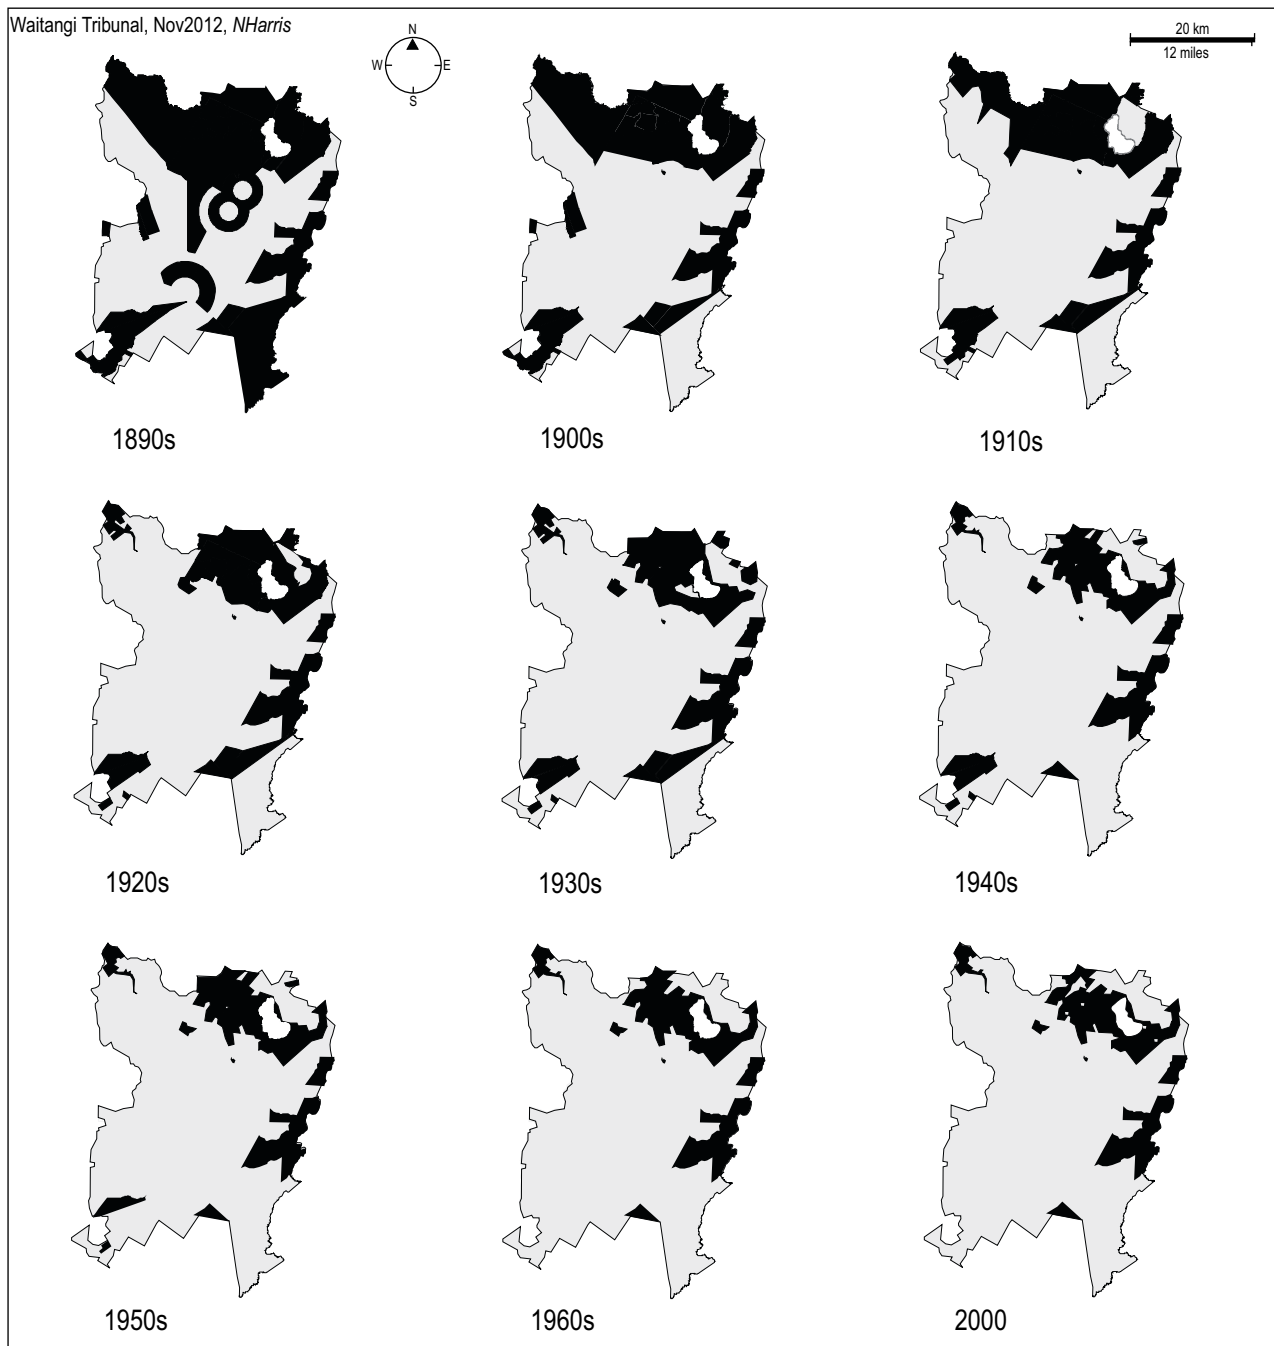 Waitangi Tribunal, Nov2012, NHarris
N
W E
S
20 km
12 miles
1890s
1900s
1910s
1920s
1930s
1940s
1950s
1960s
2000